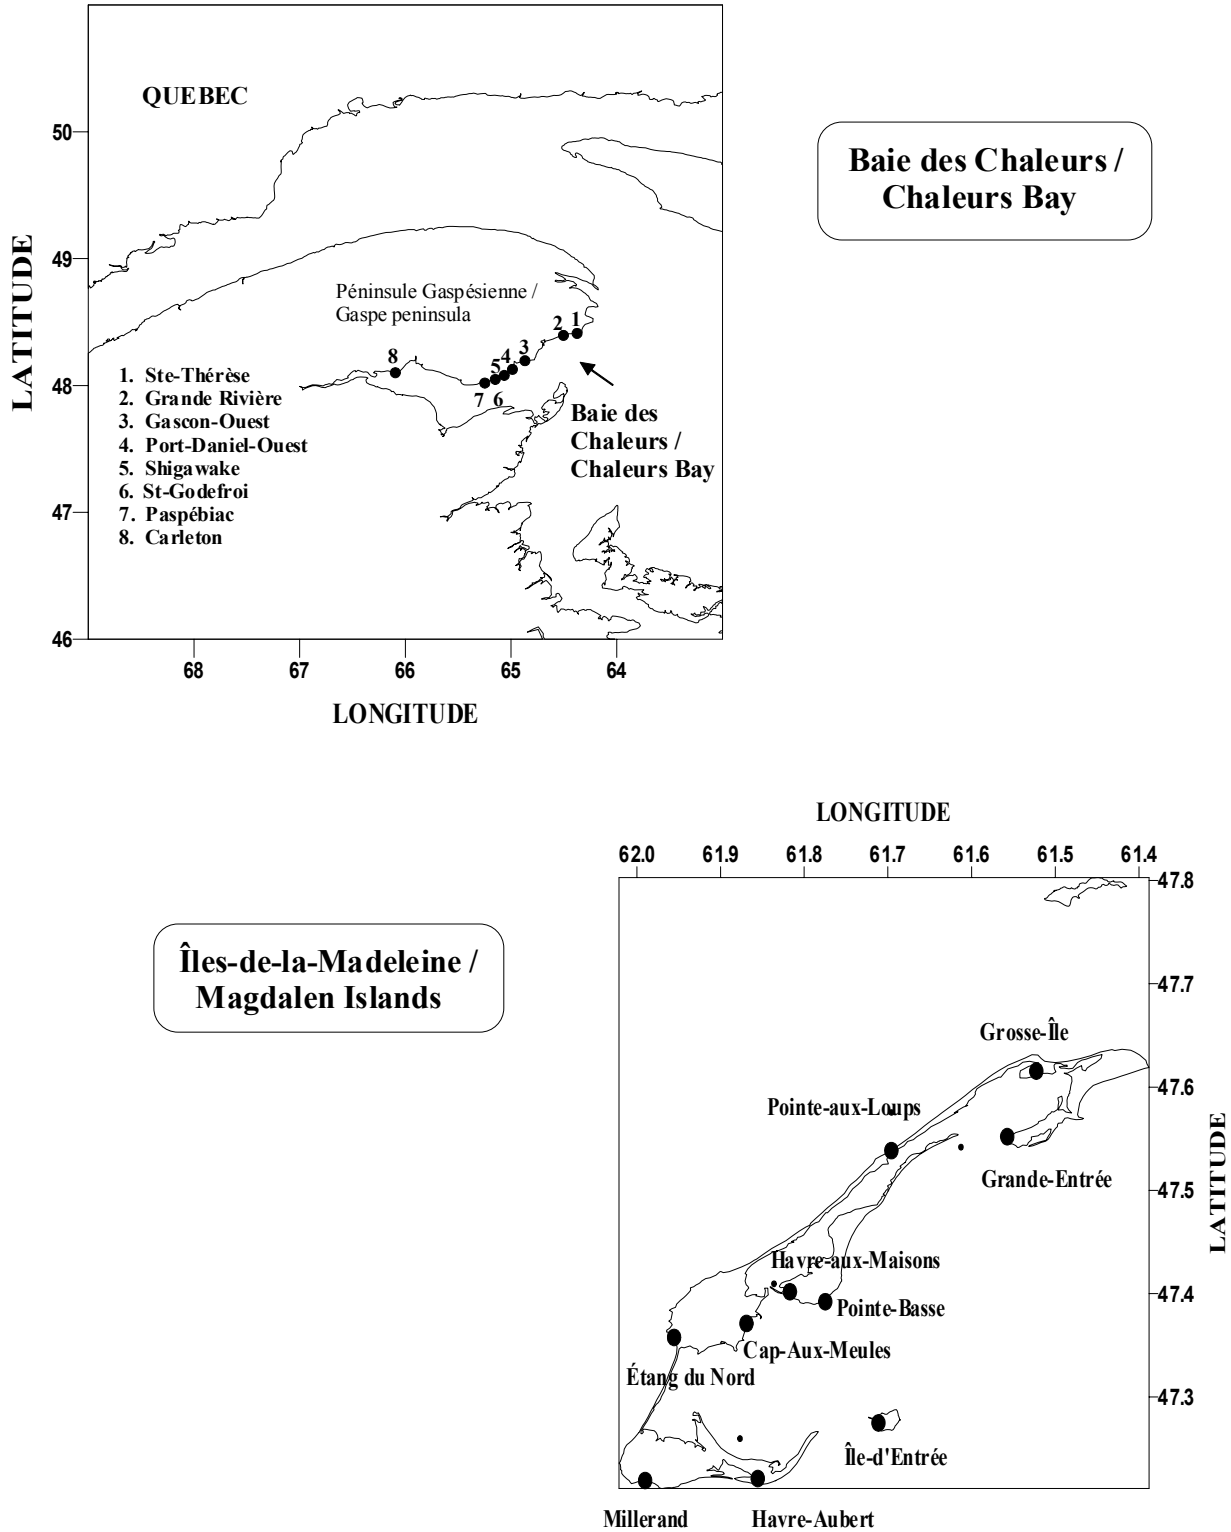 QUEBEC
50
49
48
47
46
LATITUDE
Péninsule Gaspésienne /
Gaspe peninsula
1
2
3
4
5
6
7
8
1. Ste-Thérèse
2. Grande Rivière
3. Gascon-Ouest
4. Port-Daniel-Ouest
5. Shigawake
6. St-Godefroi
7. Paspébiac
8. Carleton
Baie des
Chaleurs /
Chaleurs Bay
68 67 66 65 64
LONGITUDE
Baie des Chaleurs /
Chaleurs Bay
Îles-de-la-Madeleine /
Magdalen Islands
LONGITUDE
62.0 61.9 61.8 61.7 61.6 61.5 61.4
47.8
47.7
47.6
47.5
47.4
47.3
LATITUDE
Grosse-Île
Pointe-aux-Loups
Grande-Entrée
Havre-aux-Maisons
Pointe-Basse
Cap-Aux-Meules
Étang du Nord
Île-d'Entrée
Millerand
Havre-Aubert